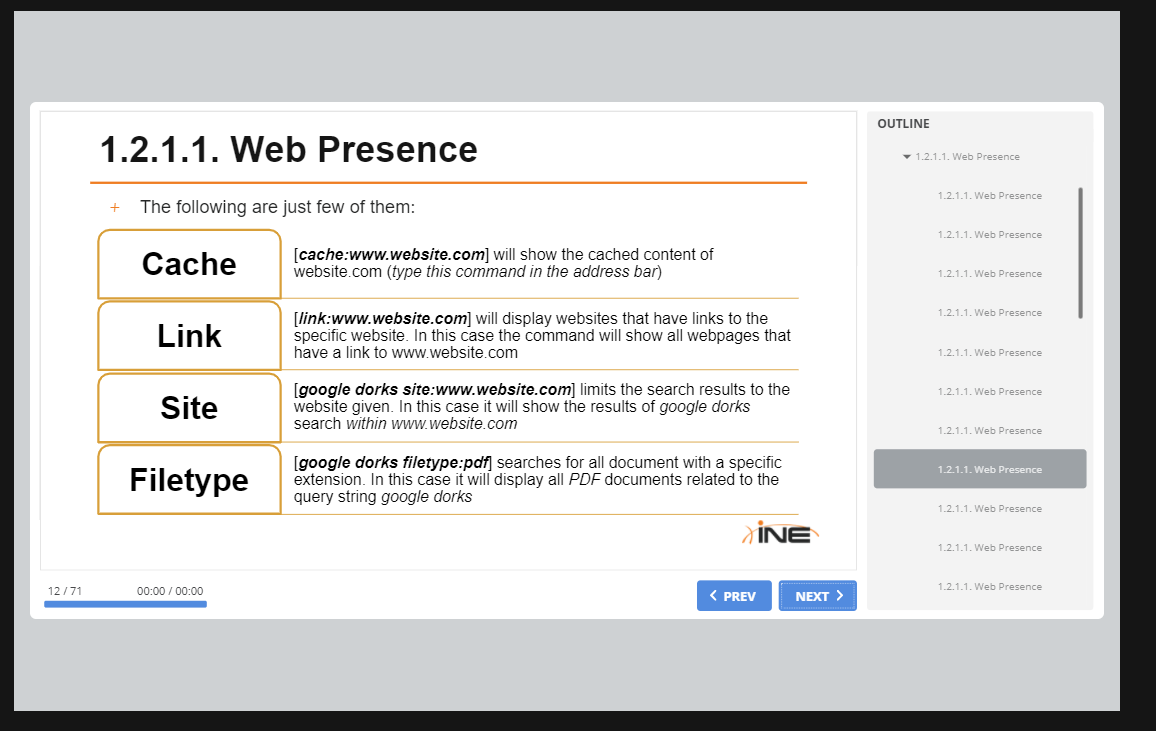 1.2.1.1. Web Presence
+ The following are just few of them:
Cache
[cache:www.website.com] will show the cached content of
website.com (type this command in the address bar)
Link
[link:www.website.com] will display websites that have links to the
specific website. In this case the command will show all webpages that
have a link to www.website.com
Site
[google dorks site:www.website.com] limits the search results to the
website given. In this case it will show the results of google dorks
search within www.website.com
Filetype
[google dorks filetype:pdf] searches for all document with a specific
extension. In this case it will display all PDF documents related to the
query string google dorks
iNE
12 / 71
00:00 / 00:00
PREV
NEXT
OUTLINE
1.2.1.1. Web Presence
1.2.1.1. Web Presence
1.2.1.1. Web Presence
1.2.1.1. Web Presence
1.2.1.1. Web Presence
1.2.1.1. Web Presence
1.2.1.1. Web Presence
1.2.1.1. Web Presence
1.2.1.1. Web Presence
1.2.1.1. Web Presence
1.2.1.1. Web Presence
1.2.1.1. Web Presence